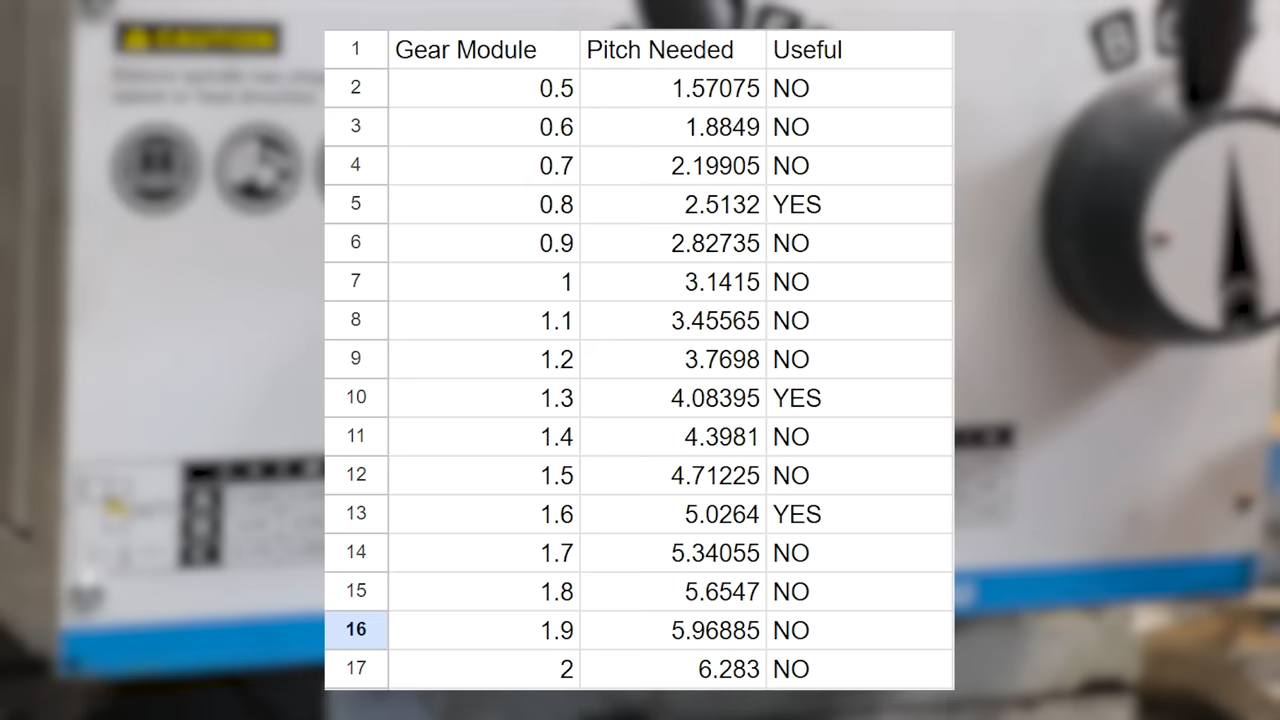 CAUTION
B
1 Gear Module Pitch Needed Useful
2 0.5 1.57075 NO
3 0.6 1.8849 NO
4 0.7 2.19905 NO
5 0.8 2.5132 YES
6 0.9 2.82735 NO
7 1 3.1415 NO
8 1.1 3.45565 NO
9 1.2 3.7698 NO
10 1.3 4.08395 YES
11 1.4 4.3981 NO
12 1.5 4.71225 NO
13 1.6 5.0264 YES
14 1.7 5.34055 NO
15 1.8 5.6547 NO
16 1.9 5.96885 NO
17 2 6.283 NO